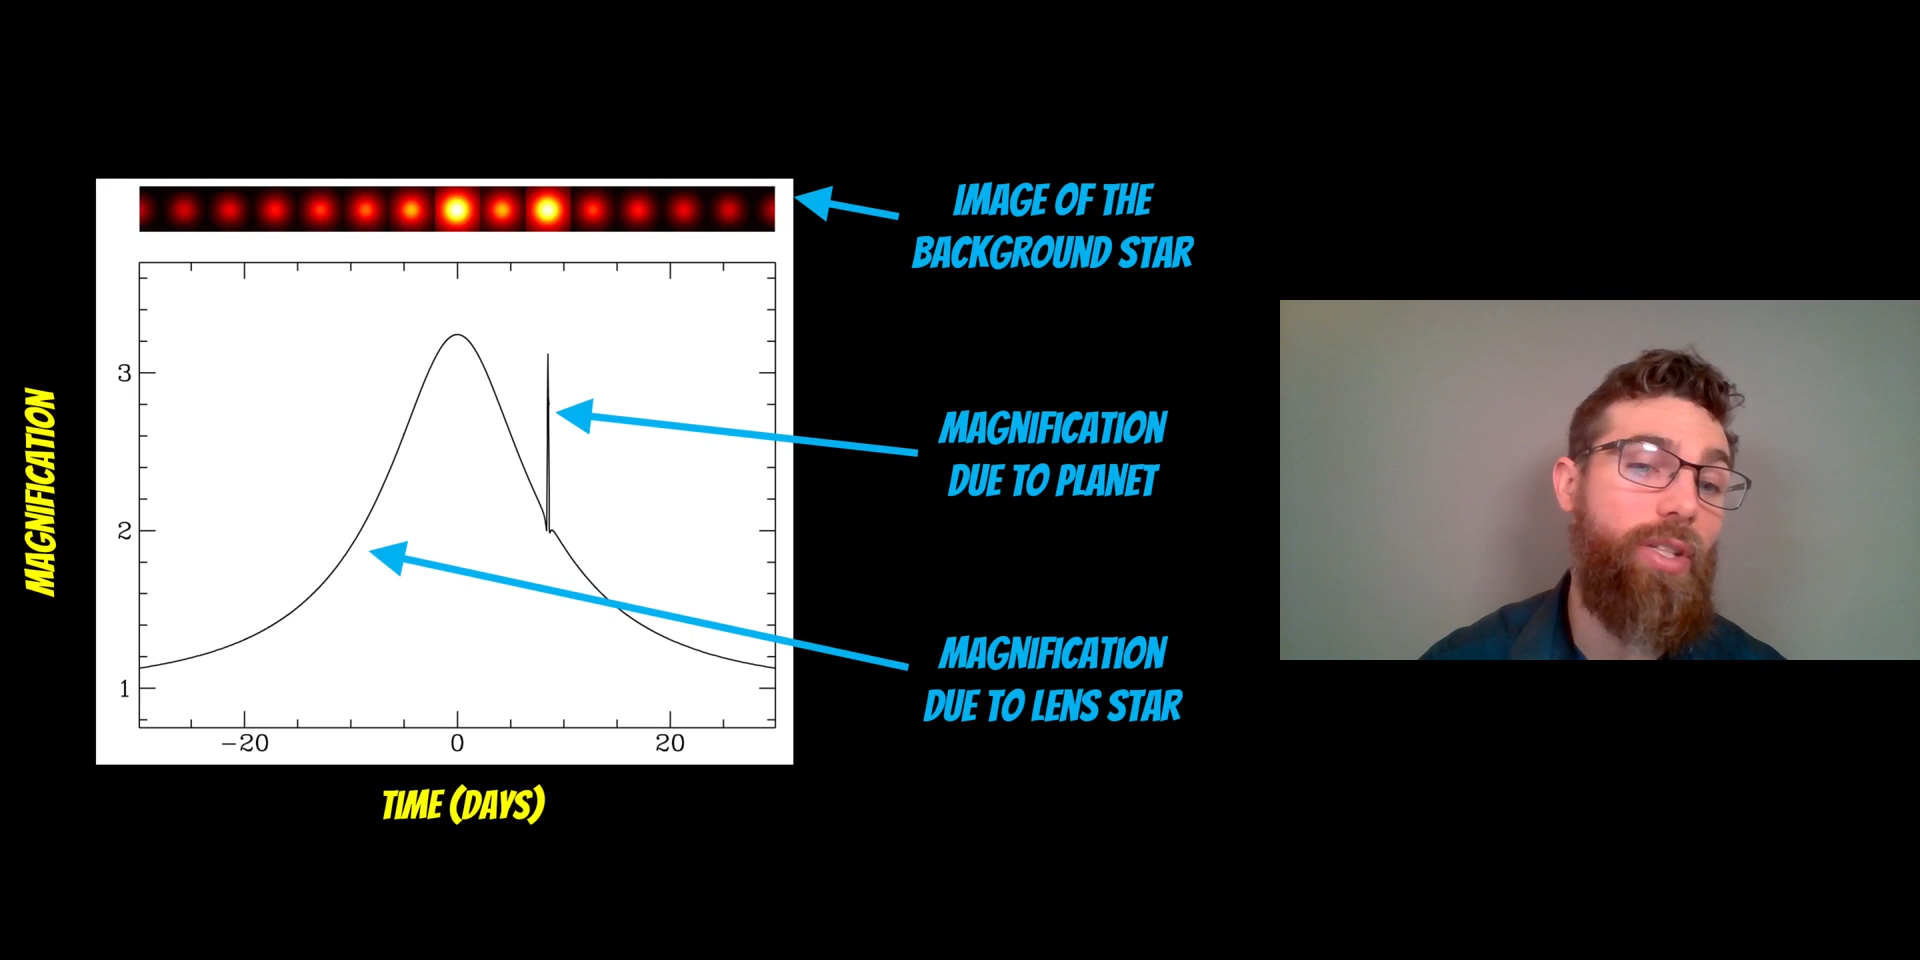 IMAGE OF THE
BACKGROUND STAR
3
2
1
MAGNIFICATION
MAGNIFICATION
DUE TO PLANET
MAGNIFICATION
DUE TO LENS STAR
−20 0 20
TIME (DAYS)